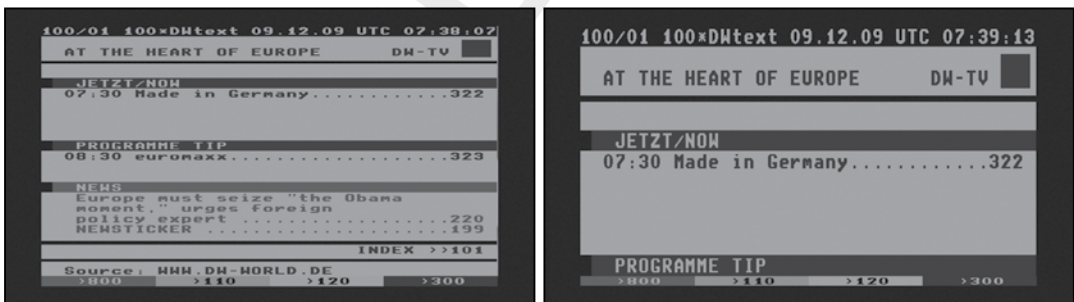 100/01 100*DWtext 09.12.09 UTC 07:38:07
AT THE HEART OF EUROPE DW-TV
JETZT/NOW
07:30 Made in Germany..............322
PROGRAMME TIP
08:30 euromaxx......................323
NEWS
Europe must seize "the Obama
moment," urges foreign
policy expert .....................220
NEWSTICKER ........................199
INDEX >>101
Source: WWW.DW-WORLD.DE
>800 >110 >120 >300
100/01 100*DWtext 09.12.09 UTC 07:39:13
AT THE HEART OF EUROPE DW-TV
JETZT/NOW
07:30 Made in Germany............322
PROGRAMME TIP
>800 >110 >120 >300